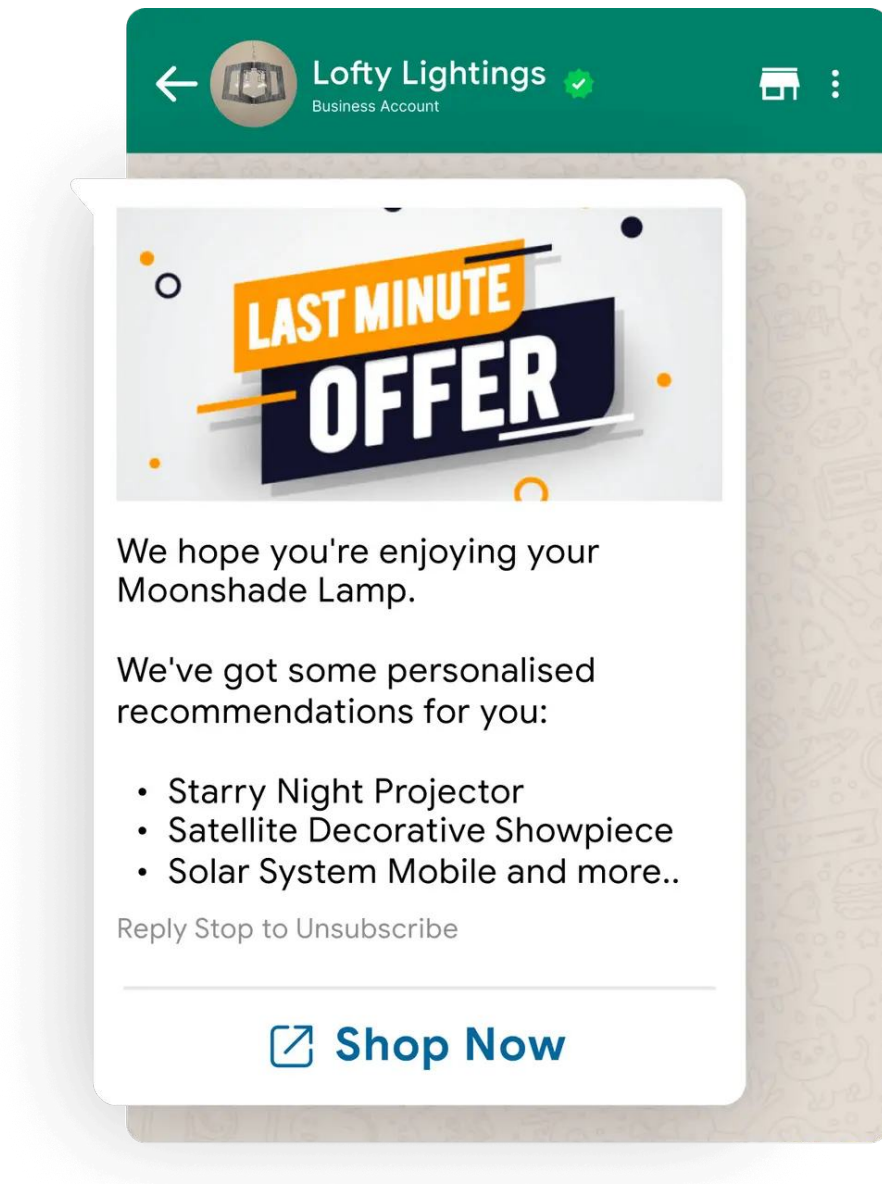 Lofty Lightings
Business Account
LAST MINUTE
OFFER
We hope you're enjoying your
Moonshade Lamp.
We've got some personalised
recommendations for you:
• Starry Night Projector
• Satellite Decorative Showpiece
• Solar System Mobile and more..
Reply Stop to Unsubscribe
Shop Now